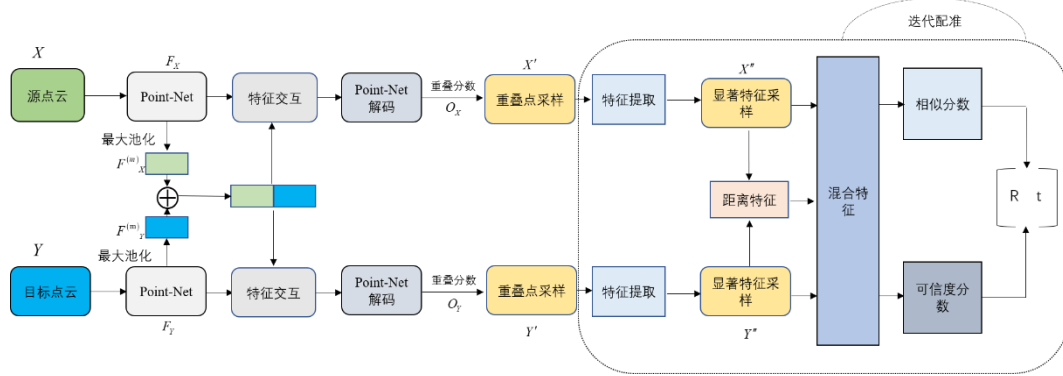 迭代配准
X
源点云
F_X
Point-Net
特征交互
Point-Net
解码
重叠分数
O_X
X'
重叠点采样
特征提取
X''
显著特征采
样
相似分数
最大池化
F^{(m)}_X
F^{(m)}_Y
最大池化
距离特征
混合特
征
R t
Y
目标点云
Point-Net
F_Y
特征交互
Point-Net
解码
重叠分数
O_Y
重叠点采样
Y'
特征提取
显著特征采
样
Y''
可信度分
数